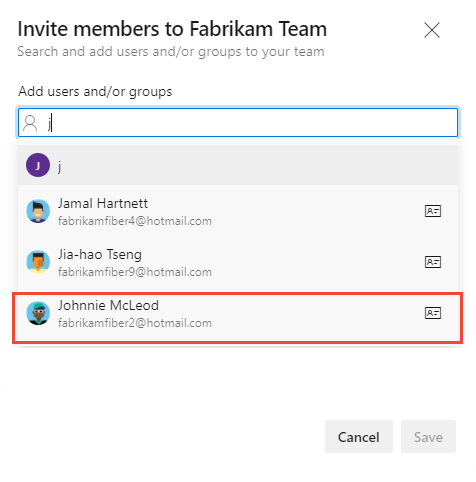 Invite members to Fabrikam Team
Search and add users and/or groups to your team
Add users and/or groups
j
J j
Jamal Hartnett
fabrikamfiber4@hotmail.com
Jia-hao Tseng
fabrikamfiber9@hotmail.com
Johnnie McLeod
fabrikamfiber2@hotmail.com
Cancel Save